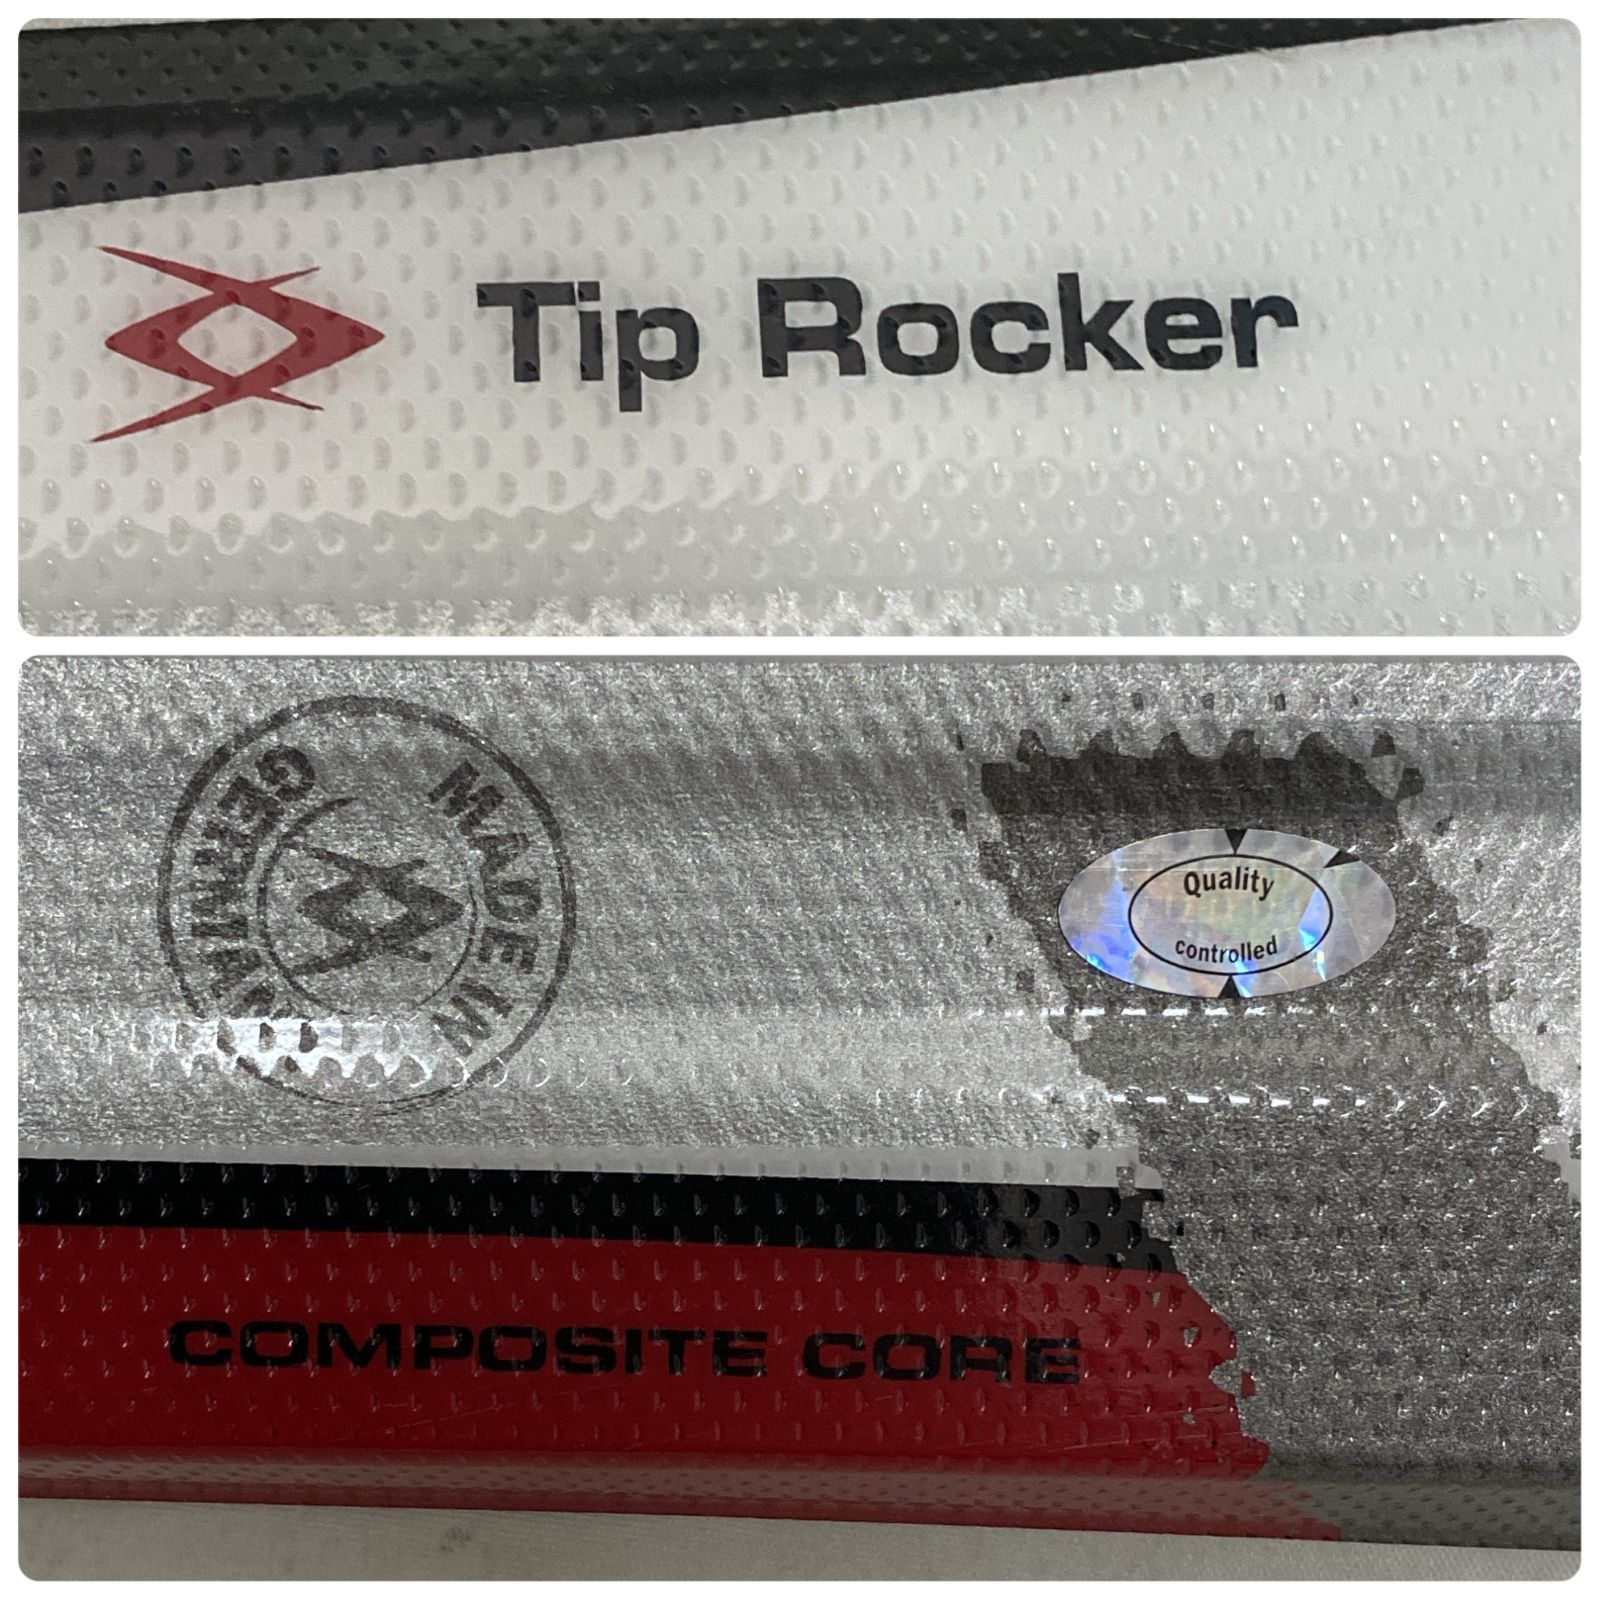 Tip Rocker
MADE IN
GERMANY
Quality
controlled
COMPOSITE CORE